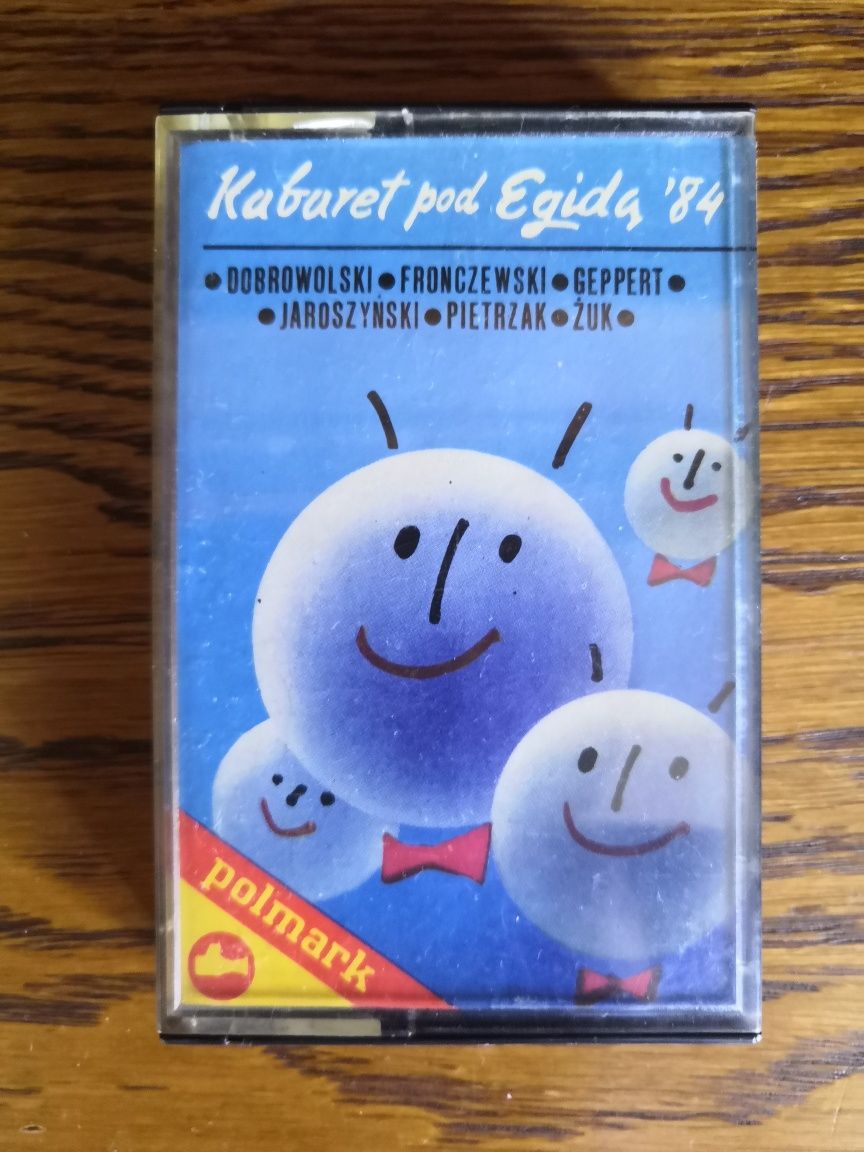 Kabaret pod Egidą '84
• DOBROWOLSKI • FRONCZEWSKI • GEPPERT •
• JAROSZYŃSKI • PIETRZAK • ŻUK •
polmark